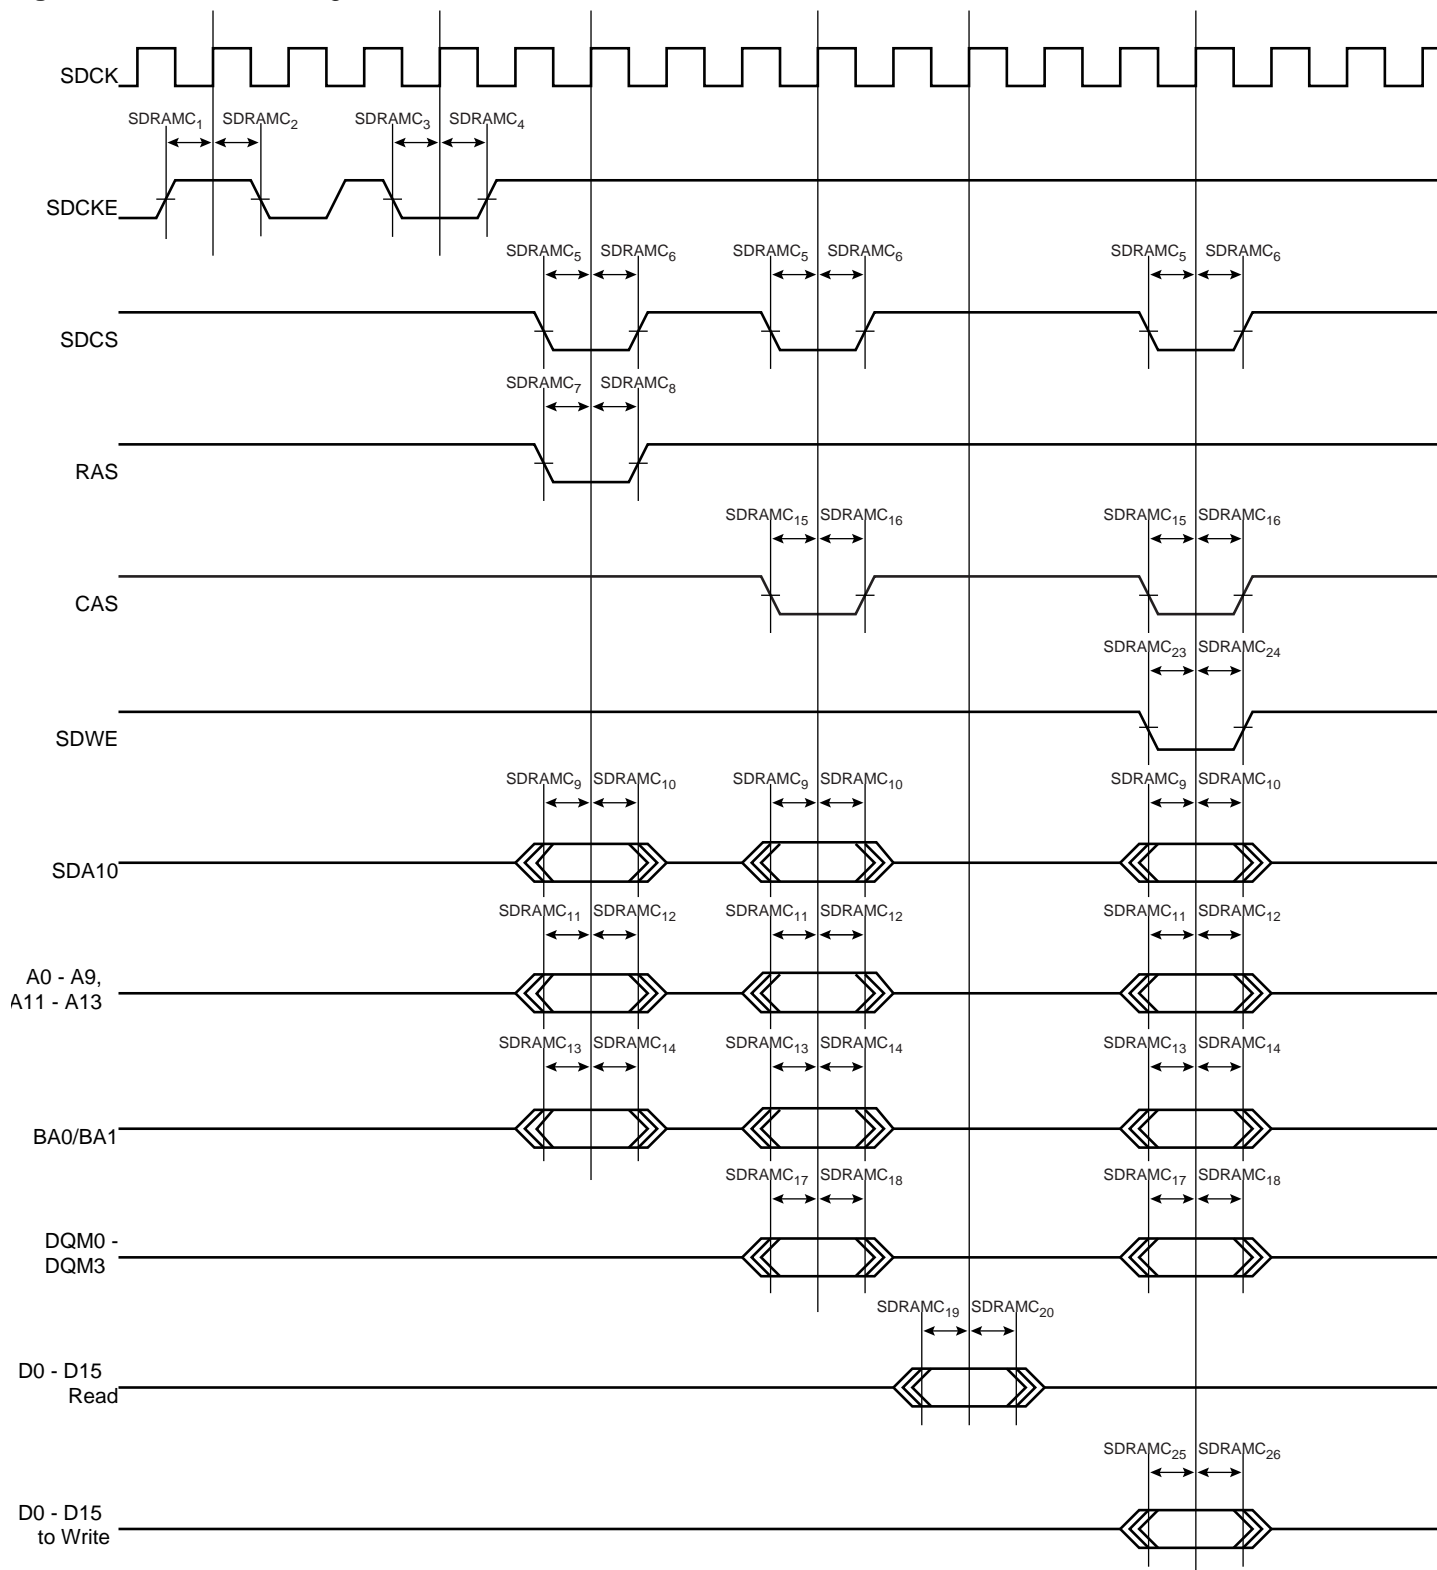 SDCK
SDRAMC1 SDRAMC2 SDRAMC3 SDRAMC4
SDCKE
SDRAMC5 SDRAMC6 SDRAMC5 SDRAMC6 SDRAMC5 SDRAMC6
SDCS
SDRAMC7 SDRAMC8
RAS
SDRAMC15 SDRAMC16 SDRAMC15 SDRAMC16
CAS
SDRAMC23 SDRAMC24
SDWE
SDRAMC9 SDRAMC10 SDRAMC9 SDRAMC10 SDRAMC9 SDRAMC10
SDA10
SDRAMC11 SDRAMC12 SDRAMC11 SDRAMC12 SDRAMC11 SDRAMC12
A0 - A9,
A11 - A13
SDRAMC13 SDRAMC14 SDRAMC13 SDRAMC14 SDRAMC13 SDRAMC14
BA0/BA1
SDRAMC17 SDRAMC18 SDRAMC17 SDRAMC18
DQM0 -
DQM3
SDRAMC19 SDRAMC20
D0 - D15
Read
SDRAMC25 SDRAMC26
D0 - D15
to Write